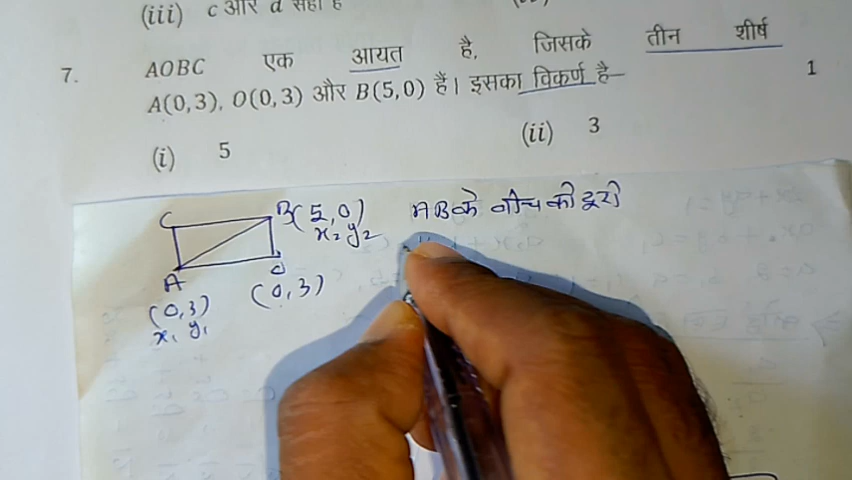 (iii) c और d सही है
7. AOBC एक आयत है, जिसके तीन शीर्ष
A(0,3), O(0,3) और B(5,0) हैं। इसका विकर्ण है— 1
(i) 5 (ii) 3
C B(5,0) AB के बीच की दूरी
x₂ y₂
A O
(0,3) (0,3)
x₁ y₁